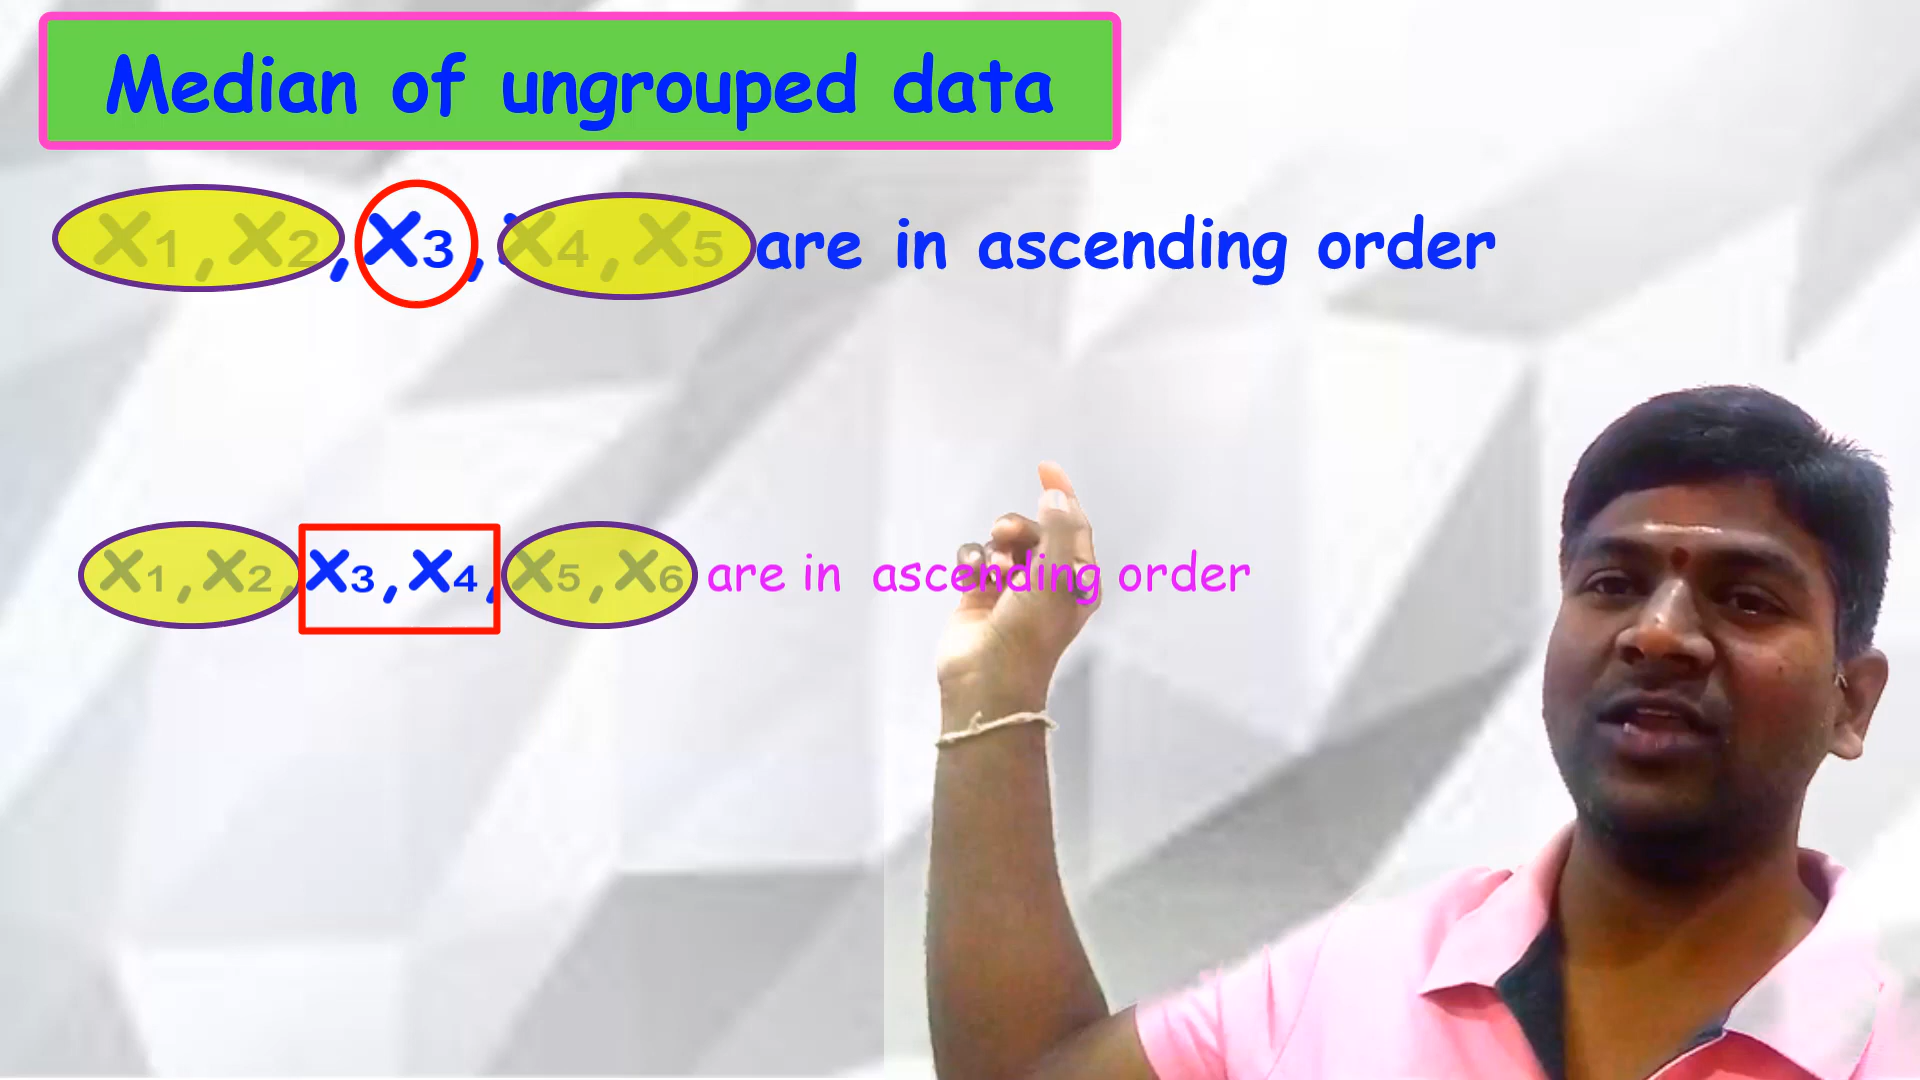 Median of ungrouped data
x₁,x₂,x₃,x₄,x₅ are in ascending order
x₁,x₂,x₃,x₄,x₅,x₆ are in ascending order